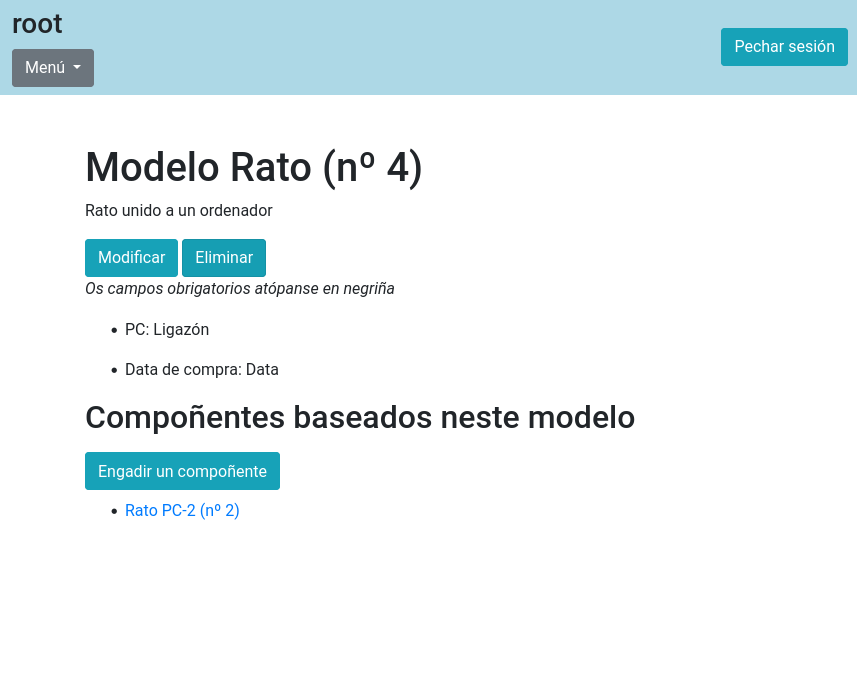 root
Menú
Pechar sesión
Modelo Rato (nº 4)
Rato unido a un ordenador
Modificar Eliminar
Os campos obrigatorios atópanse en negriña
• PC: Ligazón
• Data de compra: Data
Compoñentes baseados neste modelo
Engadir un compoñente
• Rato PC-2 (nº 2)